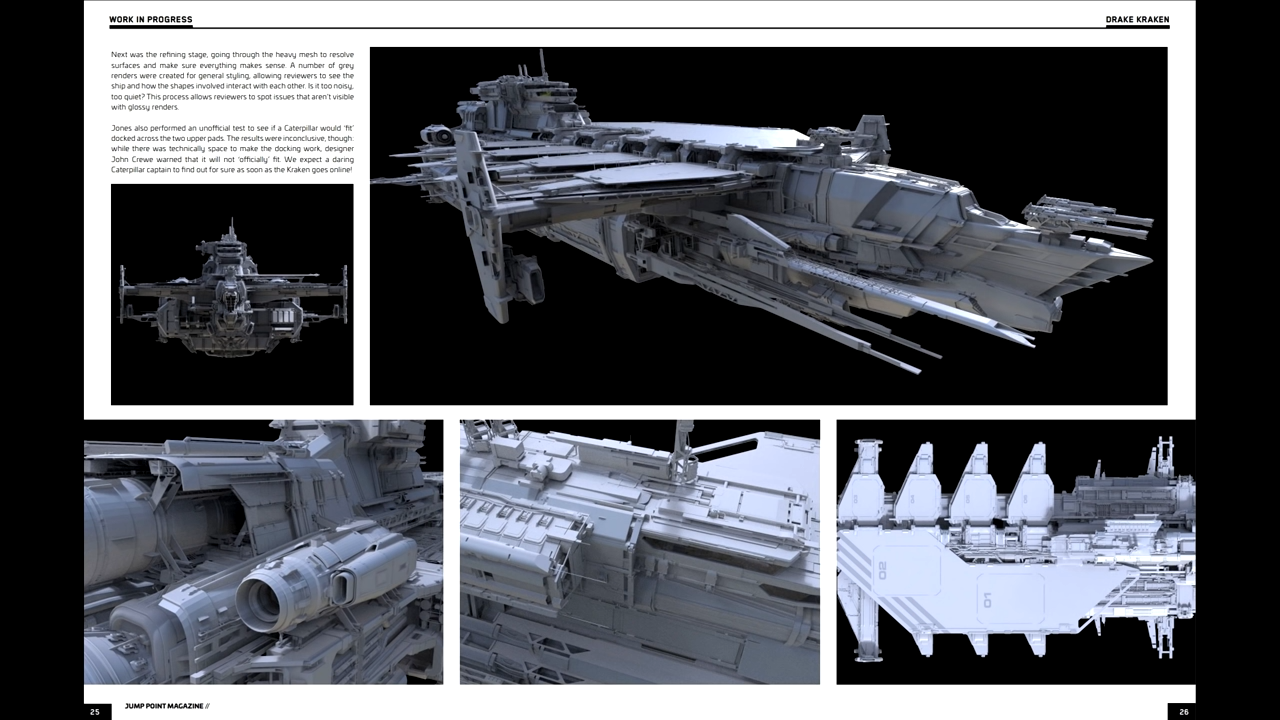 WORK IN PROGRESS
DRAKE KRAKEN
Next was the refining stage, going through the heavy mesh to resolve
surfaces and make sure everything makes sense. A number of grey
renders were created for general styling, allowing reviewers to see the
ship and how the shapes involved interact with each other. Is it too noisy,
too quiet? This process allows reviewers to spot issues that aren't visible
with glossy renders.
Jones also performed an unofficial test to see if a Caterpillar would 'fit'
docked across the two upper pads. The results were inconclusive, though:
while there was technically space to make the docking work, designer
John Crewe warned that it will not 'officially' fit. We expect a daring
Caterpillar captain to find out for sure as soon as the Kraken goes online!
02
01
25
JUMP POINT MAGAZINE //
26